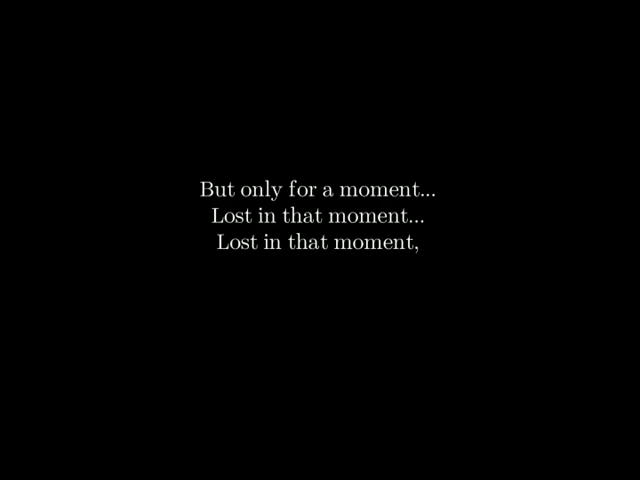 But only for a moment...
Lost in that moment...
Lost in that moment,